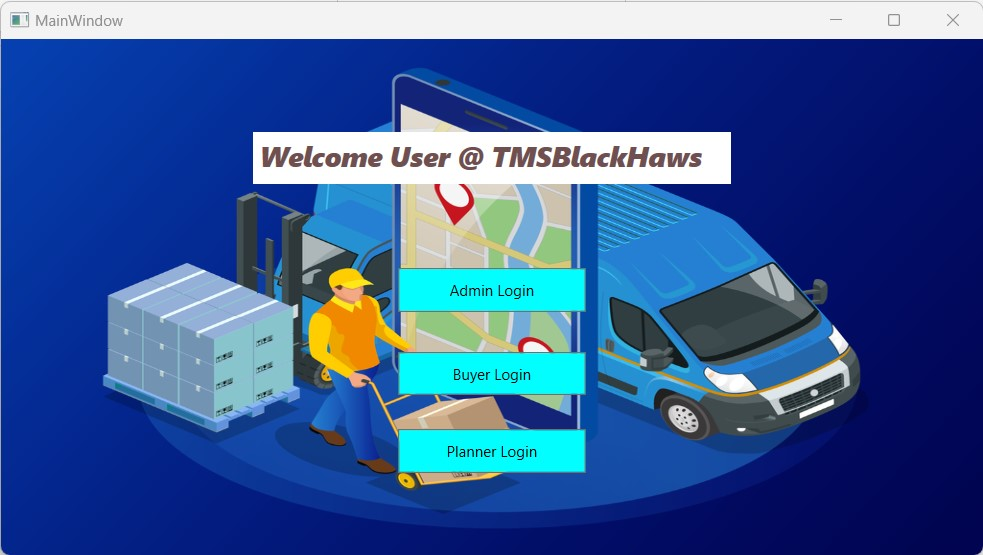 MainWindow
Welcome User @ TMSBlackHaws
Admin Login
Buyer Login
Planner Login